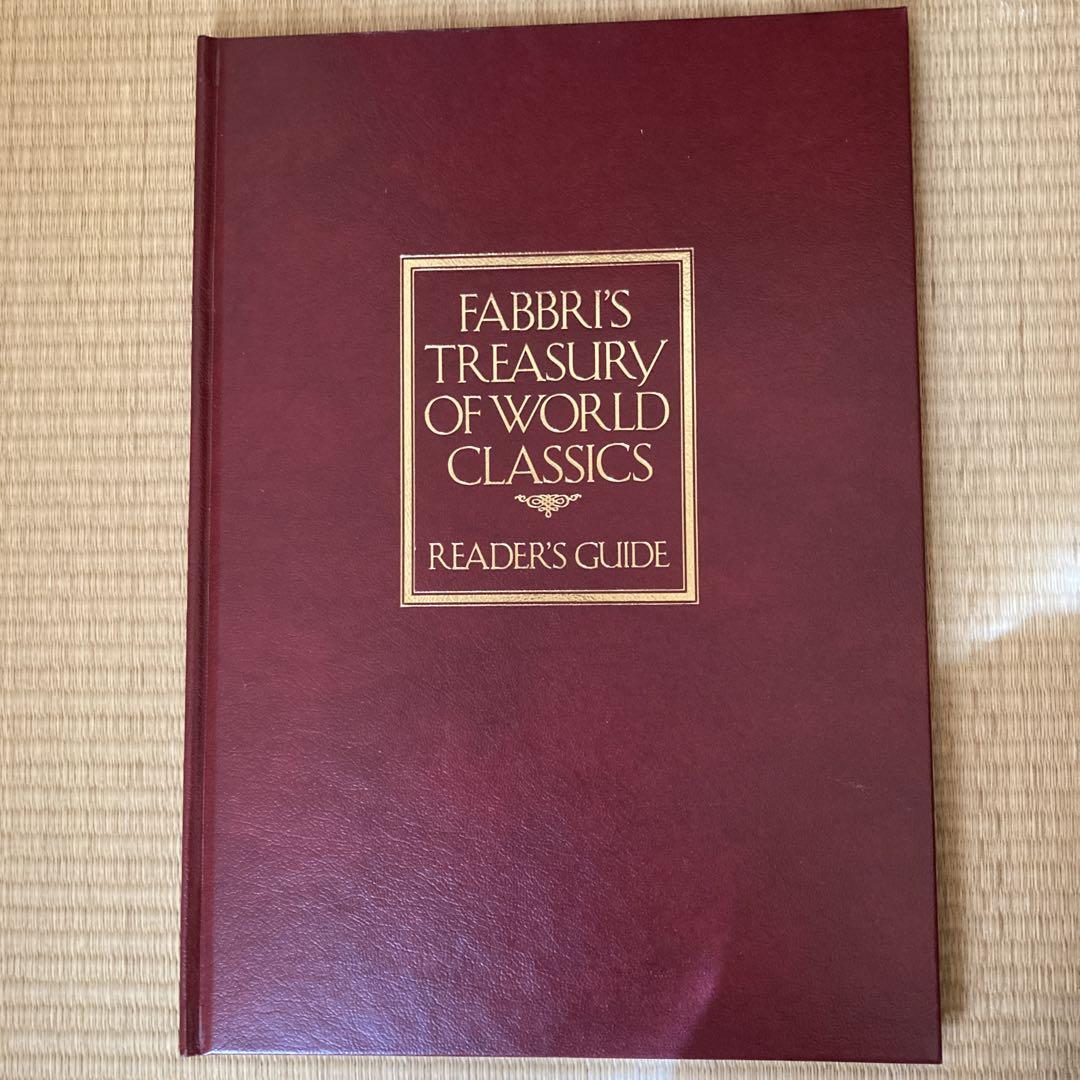 FABBRI'S
TREASURY
OF WORLD
CLASSICS
READER'S GUIDE